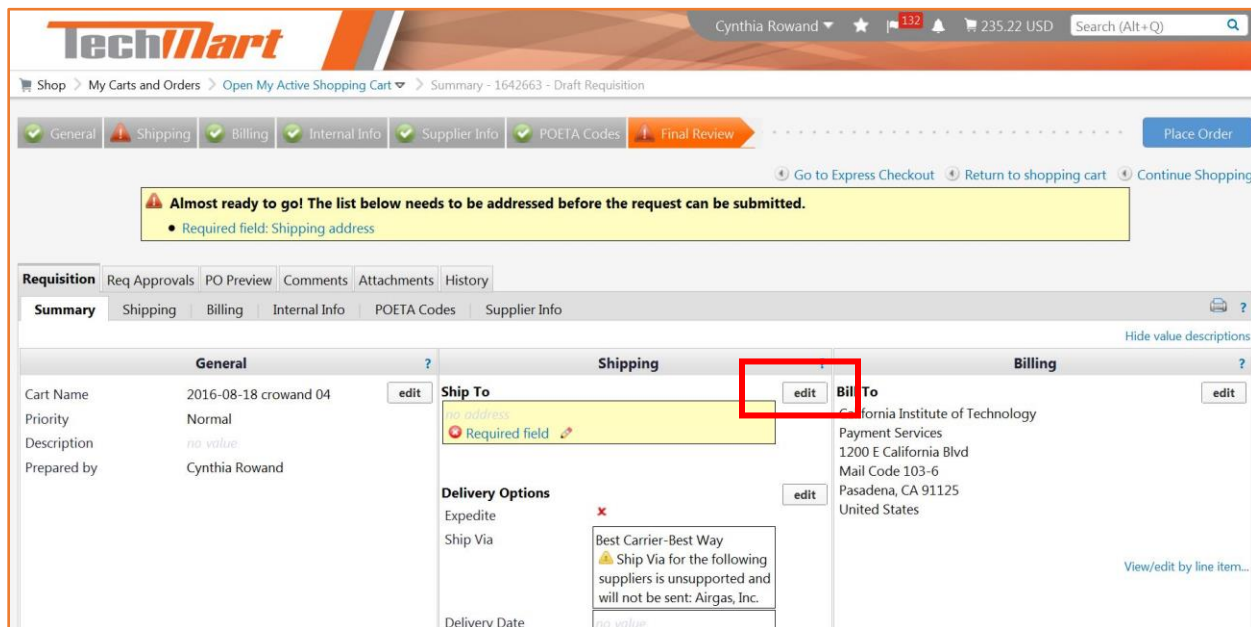 TechMart
Cynthia Rowand 132 235.22 USD Search (Alt+Q)
Shop > My Carts and Orders > Open My Active Shopping Cart > Summary - 1642663 - Draft Requisition
General Shipping Billing Internal Info Supplier Info POETA Codes Final Review Place Order
Go to Express Checkout Return to shopping cart Continue Shopping
Almost ready to go! The list below needs to be addressed before the request can be submitted.
• Required field: Shipping address
Requisition Req Approvals PO Preview Comments Attachments History
Summary Shipping Billing Internal Info POETA Codes Supplier Info ?
Hide value descriptions
General ? Shipping ? Billing ?
Cart Name 2016-08-18 crowand 04 edit
Priority Normal
Description no value
Prepared by Cynthia Rowand
Ship To edit
no address
Required field
Delivery Options edit
Expedite x
Ship Via Best Carrier-Best Way
Ship Via for the following
suppliers is unsupported and
will not be sent: Airgas, Inc.
Delivery Date no value
Bill To edit
California Institute of Technology
Payment Services
1200 E California Blvd
Mail Code 103-6
Pasadena, CA 91125
United States
View/edit by line item...